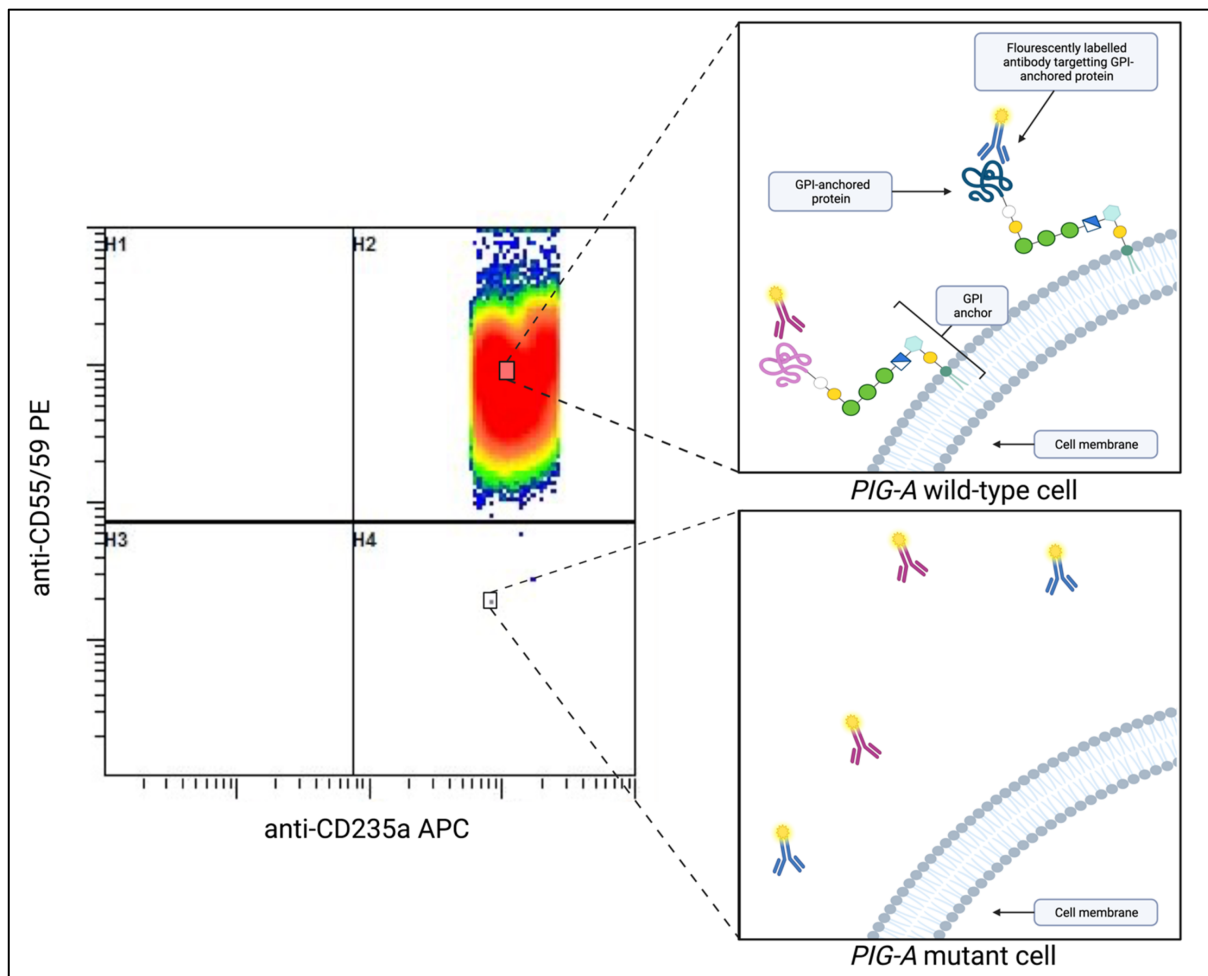 Flourescently labelled
antibody targetting GPI-
anchored protein
GPI-anchored
protein
GPI
anchor
Cell membrane
PIG-A wild-type cell
H1
H2
H3
H4
anti-CD55/59 PE
anti-CD235a APC
Cell membrane
PIG-A mutant cell